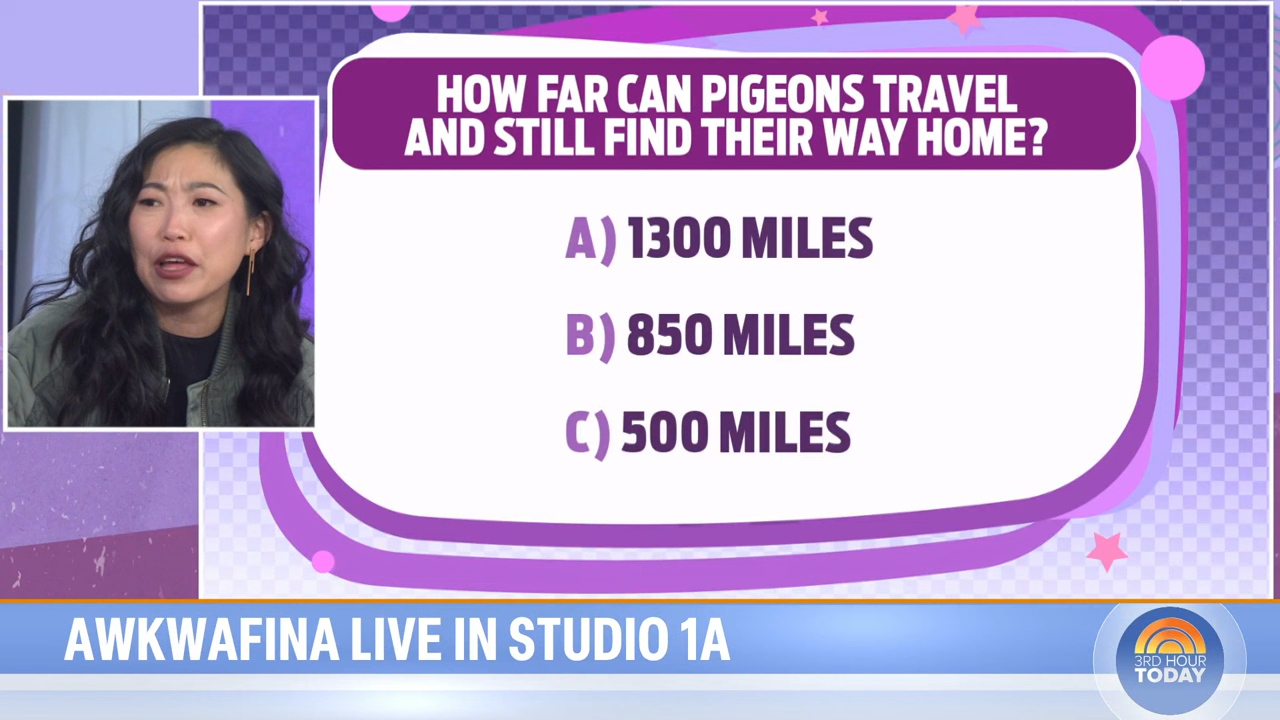 HOW FAR CAN PIGEONS TRAVEL
AND STILL FIND THEIR WAY HOME?
A) 1300 MILES
B) 850 MILES
C) 500 MILES
AWKWAFINA LIVE IN STUDIO 1A
3RD HOUR
TODAY